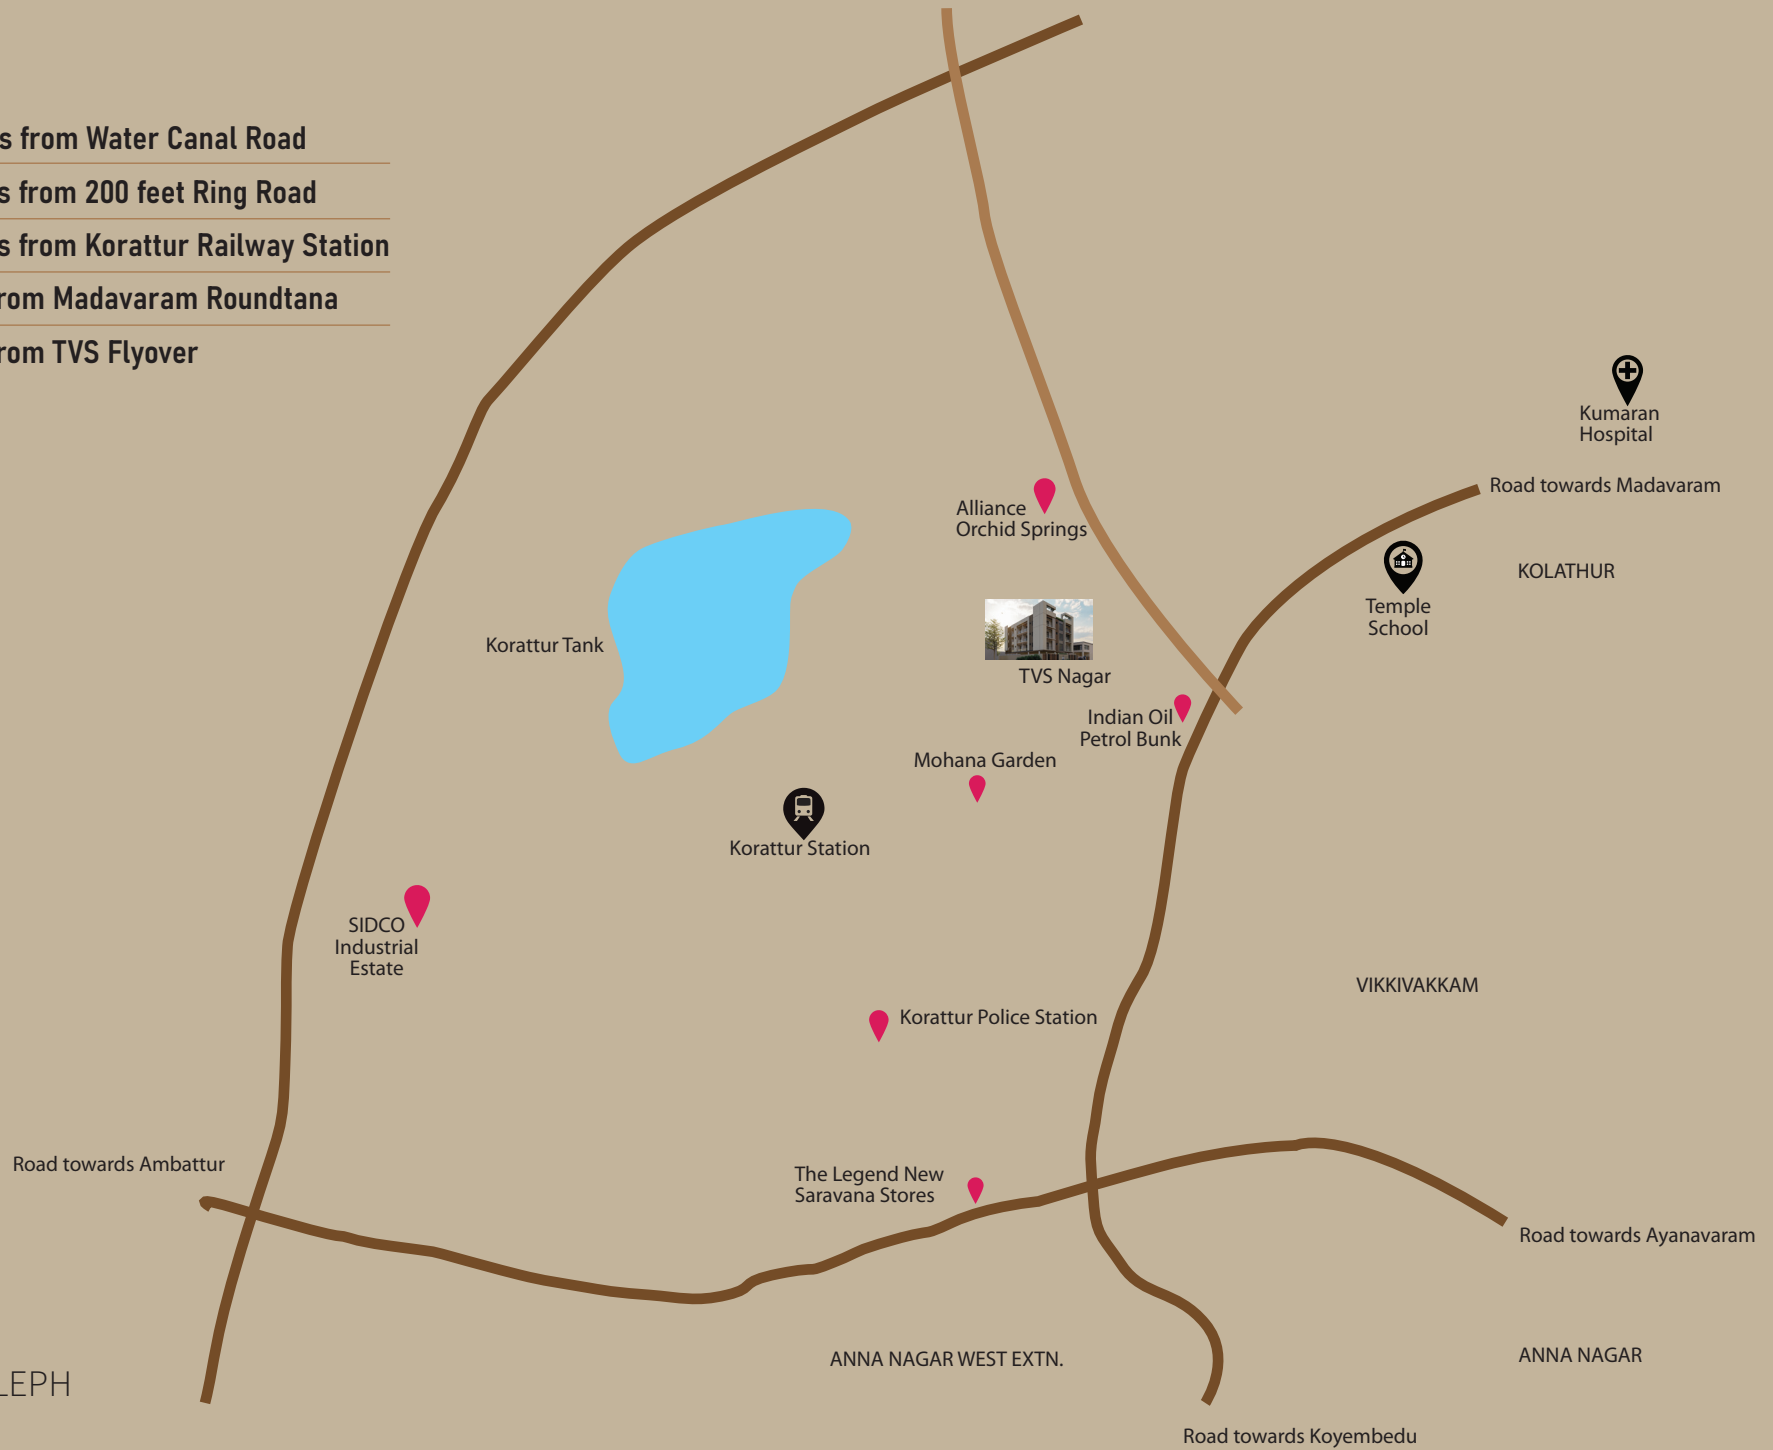 s from Water Canal Road
s from 200 feet Ring Road
s from Korattur Railway Station
rom Madavaram Roundtana
rom TVS Flyover
Kumaran
Hospital
Road towards Madavaram
Alliance
Orchid Springs
KOLATHUR
Temple
School
Korattur Tank
TVS Nagar
Indian Oil
Petrol Bunk
Mohana Garden
Korattur Station
SIDCO
Industrial
Estate
VIKKIVAKKAM
Korattur Police Station
Road towards Ambattur
The Legend New
Saravana Stores
Road towards Ayanavaram
ANNA NAGAR WEST EXTN.
ANNA NAGAR
LEPH
Road towards Koyembedu